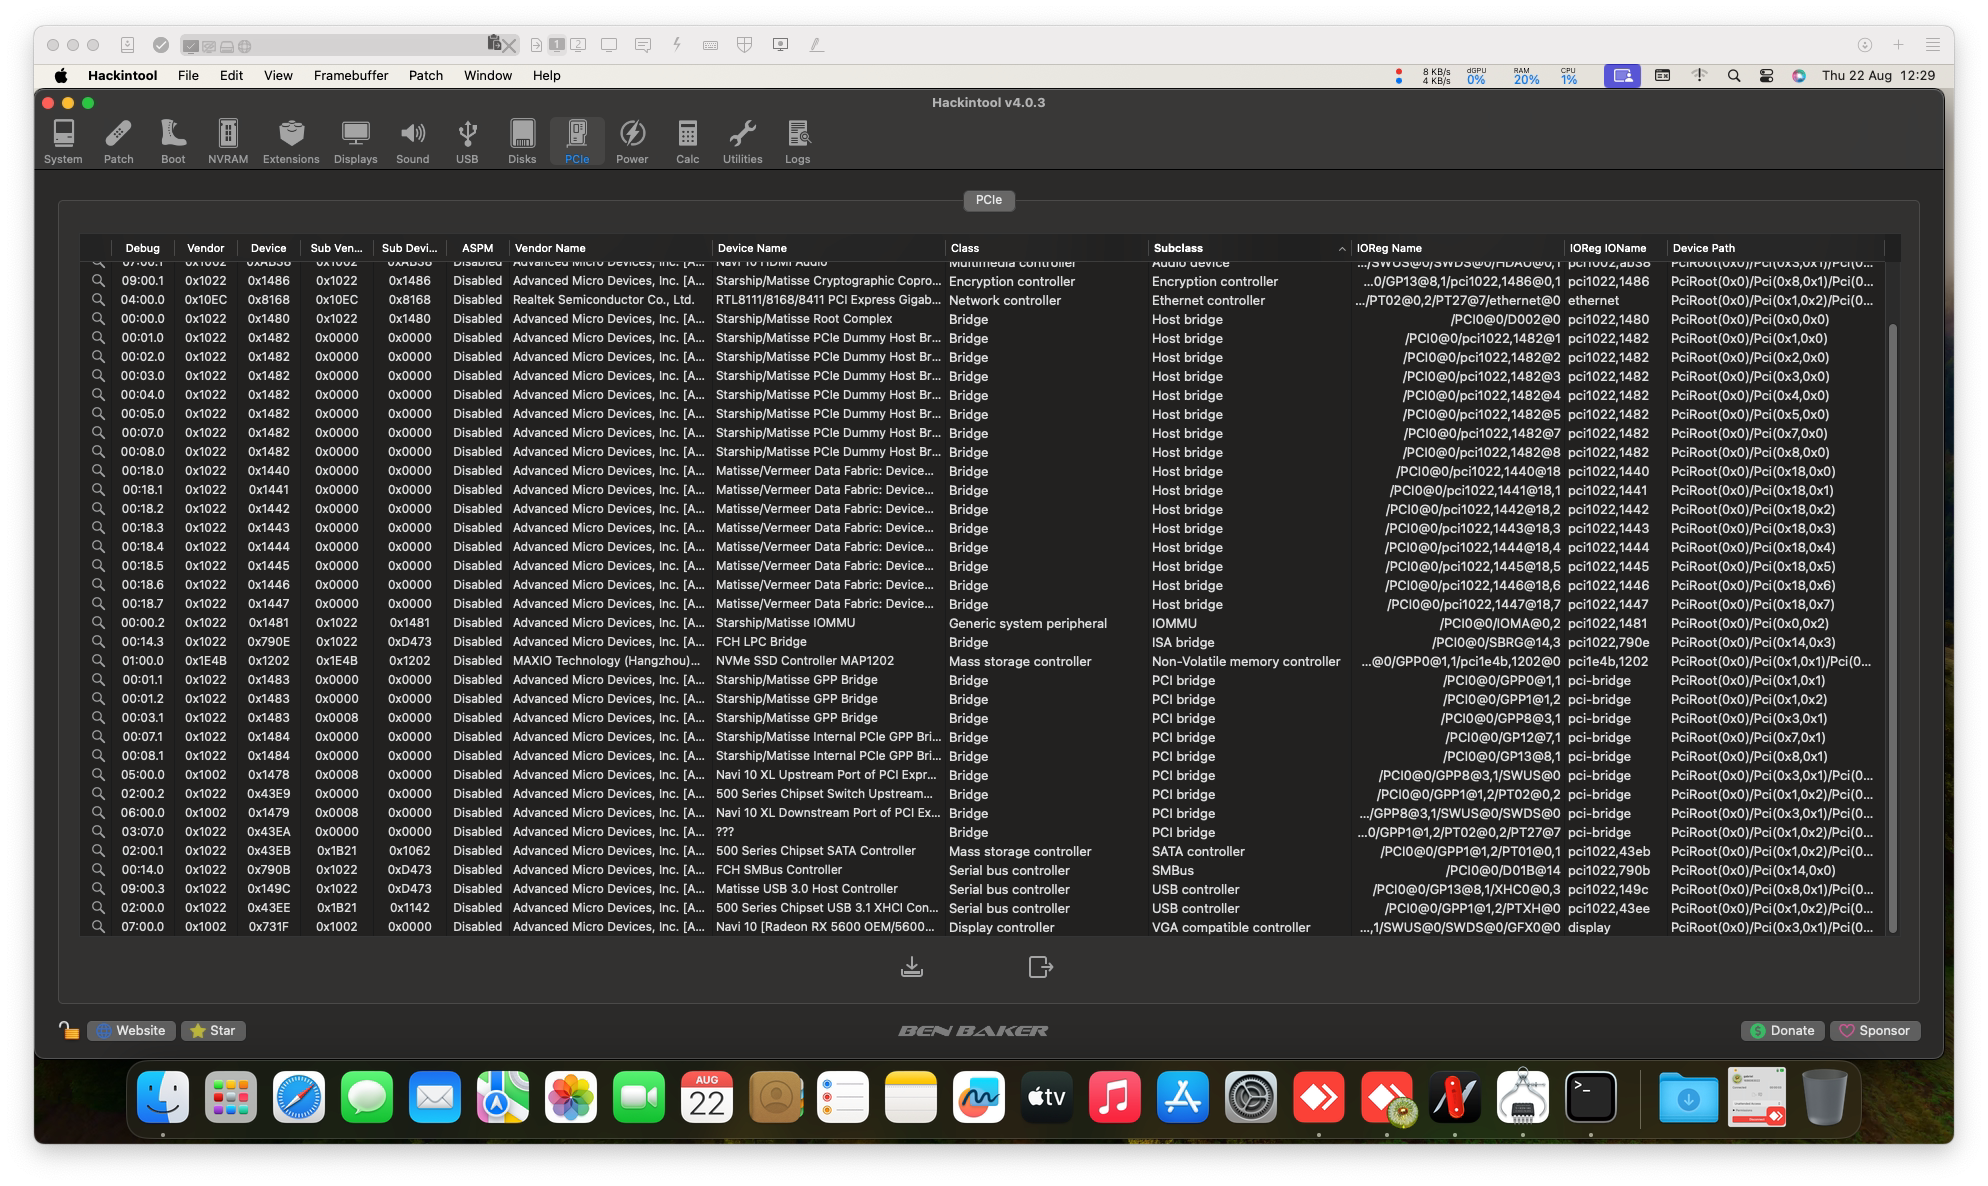 1 2
Hackintool File Edit View Framebuffer Patch Window Help 8 KB/s 4 KB/s dGPU 0% RAM 20% CPU 1% Thu 22 Aug 12:29
Hackintool v4.0.3
System Patch Boot NVRAM Extensions Displays Sound USB Disks PCIe Power Calc Utilities Logs
PCIe
Debug Vendor Device Sub Ven... Sub Devi... ASPM Vendor Name Device Name Class Subclass IOReg Name IOReg IOName Device Path
07:00.1 0x1002 0xAB38 0x1002 0xAB38 Disabled Advanced Micro Devices, Inc. [A... Navi 10 HDMI Audio Multimedia controller Audio device .../SWUS@0/SWDS@0/HDAU@0,1 pci1002,ab38 PciRoot(0x0)/Pci(0x3,0x1)/Pci(0...
09:00.1 0x1022 0x1486 0x1022 0x1486 Disabled Advanced Micro Devices, Inc. [A... Starship/Matisse Cryptographic Copro... Encryption controller Encryption controller ...0/GP13@8,1/pci1022,1486@0,1 pci1022,1486 PciRoot(0x0)/Pci(0x8,0x1)/Pci(0...
04:00.0 0x10EC 0x8168 0x10EC 0x8168 Disabled Realtek Semiconductor Co., Ltd. RTL8111/8168/8411 PCI Express Gigab... Network controller Ethernet controller .../PT02@0,2/PT27@7/ethernet@0 ethernet PciRoot(0x0)/Pci(0x1,0x2)/Pci(0...
00:00.0 0x1022 0x1480 0x1022 0x1480 Disabled Advanced Micro Devices, Inc. [A... Starship/Matisse Root Complex Bridge Host bridge /PCI0@0/D002@0 pci1022,1480 PciRoot(0x0)/Pci(0x0,0x0)
00:01.0 0x1022 0x1482 0x0000 0x0000 Disabled Advanced Micro Devices, Inc. [A... Starship/Matisse PCIe Dummy Host Br... Bridge Host bridge /PCI0@0/pci1022,1482@1 pci1022,1482 PciRoot(0x0)/Pci(0x1,0x0)
00:02.0 0x1022 0x1482 0x0000 0x0000 Disabled Advanced Micro Devices, Inc. [A... Starship/Matisse PCIe Dummy Host Br... Bridge Host bridge /PCI0@0/pci1022,1482@2 pci1022,1482 PciRoot(0x0)/Pci(0x2,0x0)
00:03.0 0x1022 0x1482 0x0000 0x0000 Disabled Advanced Micro Devices, Inc. [A... Starship/Matisse PCIe Dummy Host Br... Bridge Host bridge /PCI0@0/pci1022,1482@3 pci1022,1482 PciRoot(0x0)/Pci(0x3,0x0)
00:04.0 0x1022 0x1482 0x0000 0x0000 Disabled Advanced Micro Devices, Inc. [A... Starship/Matisse PCIe Dummy Host Br... Bridge Host bridge /PCI0@0/pci1022,1482@4 pci1022,1482 PciRoot(0x0)/Pci(0x4,0x0)
00:05.0 0x1022 0x1482 0x0000 0x0000 Disabled Advanced Micro Devices, Inc. [A... Starship/Matisse PCIe Dummy Host Br... Bridge Host bridge /PCI0@0/pci1022,1482@5 pci1022,1482 PciRoot(0x0)/Pci(0x5,0x0)
00:07.0 0x1022 0x1482 0x0000 0x0000 Disabled Advanced Micro Devices, Inc. [A... Starship/Matisse PCIe Dummy Host Br... Bridge Host bridge /PCI0@0/pci1022,1482@7 pci1022,1482 PciRoot(0x0)/Pci(0x7,0x0)
00:08.0 0x1022 0x1482 0x0000 0x0000 Disabled Advanced Micro Devices, Inc. [A... Starship/Matisse PCIe Dummy Host Br... Bridge Host bridge /PCI0@0/pci1022,1482@8 pci1022,1482 PciRoot(0x0)/Pci(0x8,0x0)
00:18.0 0x1022 0x1440 0x0000 0x0000 Disabled Advanced Micro Devices, Inc. [A... Matisse/Vermeer Data Fabric: Device... Bridge Host bridge /PCI0@0/pci1022,1440@18 pci1022,1440 PciRoot(0x0)/Pci(0x18,0x0)
00:18.1 0x1022 0x1441 0x0000 0x0000 Disabled Advanced Micro Devices, Inc. [A... Matisse/Vermeer Data Fabric: Device... Bridge Host bridge /PCI0@0/pci1022,1441@18,1 pci1022,1441 PciRoot(0x0)/Pci(0x18,0x1)
00:18.2 0x1022 0x1442 0x0000 0x0000 Disabled Advanced Micro Devices, Inc. [A... Matisse/Vermeer Data Fabric: Device... Bridge Host bridge /PCI0@0/pci1022,1442@18,2 pci1022,1442 PciRoot(0x0)/Pci(0x18,0x2)
00:18.3 0x1022 0x1443 0x0000 0x0000 Disabled Advanced Micro Devices, Inc. [A... Matisse/Vermeer Data Fabric: Device... Bridge Host bridge /PCI0@0/pci1022,1443@18,3 pci1022,1443 PciRoot(0x0)/Pci(0x18,0x3)
00:18.4 0x1022 0x1444 0x0000 0x0000 Disabled Advanced Micro Devices, Inc. [A... Matisse/Vermeer Data Fabric: Device... Bridge Host bridge /PCI0@0/pci1022,1444@18,4 pci1022,1444 PciRoot(0x0)/Pci(0x18,0x4)
00:18.5 0x1022 0x1445 0x0000 0x0000 Disabled Advanced Micro Devices, Inc. [A... Matisse/Vermeer Data Fabric: Device... Bridge Host bridge /PCI0@0/pci1022,1445@18,5 pci1022,1445 PciRoot(0x0)/Pci(0x18,0x5)
00:18.6 0x1022 0x1446 0x0000 0x0000 Disabled Advanced Micro Devices, Inc. [A... Matisse/Vermeer Data Fabric: Device... Bridge Host bridge /PCI0@0/pci1022,1446@18,6 pci1022,1446 PciRoot(0x0)/Pci(0x18,0x6)
00:18.7 0x1022 0x1447 0x0000 0x0000 Disabled Advanced Micro Devices, Inc. [A... Matisse/Vermeer Data Fabric: Device... Bridge Host bridge /PCI0@0/pci1022,1447@18,7 pci1022,1447 PciRoot(0x0)/Pci(0x18,0x7)
00:00.2 0x1022 0x1481 0x1022 0x1481 Disabled Advanced Micro Devices, Inc. [A... Starship/Matisse IOMMU Generic system peripheral IOMMU /PCI0@0/IOMA@0,2 pci1022,1481 PciRoot(0x0)/Pci(0x0,0x2)
00:14.3 0x1022 0x790E 0x1022 0xD473 Disabled Advanced Micro Devices, Inc. [A... FCH LPC Bridge Bridge ISA bridge /PCI0@0/SBRG@14,3 pci1022,790e PciRoot(0x0)/Pci(0x14,0x3)
01:00.0 0x1E4B 0x1202 0x1E4B 0x1202 Disabled MAXIO Technology (Hangzhou)... NVMe SSD Controller MAP1202 Mass storage controller Non-Volatile memory controller ...@0/GPP0@1,1/pci1e4b,1202@0 pci1e4b,1202 PciRoot(0x0)/Pci(0x1,0x1)/Pci(0...
00:01.1 0x1022 0x1483 0x0000 0x0000 Disabled Advanced Micro Devices, Inc. [A... Starship/Matisse GPP Bridge Bridge PCI bridge /PCI0@0/GPP0@1,1 pci-bridge PciRoot(0x0)/Pci(0x1,0x1)
00:01.2 0x1022 0x1483 0x0000 0x0000 Disabled Advanced Micro Devices, Inc. [A... Starship/Matisse GPP Bridge Bridge PCI bridge /PCI0@0/GPP1@1,2 pci-bridge PciRoot(0x0)/Pci(0x1,0x2)
00:03.1 0x1022 0x1483 0x0008 0x0000 Disabled Advanced Micro Devices, Inc. [A... Starship/Matisse GPP Bridge Bridge PCI bridge /PCI0@0/GPP8@3,1 pci-bridge PciRoot(0x0)/Pci(0x3,0x1)
00:07.1 0x1022 0x1484 0x0000 0x0000 Disabled Advanced Micro Devices, Inc. [A... Starship/Matisse Internal PCIe GPP Bri... Bridge PCI bridge /PCI0@0/GP12@7,1 pci-bridge PciRoot(0x0)/Pci(0x7,0x1)
00:08.1 0x1022 0x1484 0x0000 0x0000 Disabled Advanced Micro Devices, Inc. [A... Starship/Matisse Internal PCIe GPP Bri... Bridge PCI bridge /PCI0@0/GP13@8,1 pci-bridge PciRoot(0x0)/Pci(0x8,0x1)
05:00.0 0x1002 0x1478 0x0008 0x0000 Disabled Advanced Micro Devices, Inc. [A... Navi 10 XL Upstream Port of PCI Expr... Bridge PCI bridge /PCI0@0/GPP8@3,1/SWUS@0 pci-bridge PciRoot(0x0)/Pci(0x3,0x1)/Pci(0...
02:00.2 0x1022 0x43E9 0x0000 0x0000 Disabled Advanced Micro Devices, Inc. [A... 500 Series Chipset Switch Upstream... Bridge PCI bridge /PCI0@0/GPP1@1,2/PT02@0,2 pci-bridge PciRoot(0x0)/Pci(0x1,0x2)/Pci(0...
06:00.0 0x1002 0x1479 0x0008 0x0000 Disabled Advanced Micro Devices, Inc. [A... Navi 10 XL Downstream Port of PCI Ex... Bridge PCI bridge .../GPP8@3,1/SWUS@0/SWDS@0 pci-bridge PciRoot(0x0)/Pci(0x3,0x1)/Pci(0...
03:07.0 0x1022 0x43EA 0x0000 0x0000 Disabled Advanced Micro Devices, Inc. [A... ??? Bridge PCI bridge ...0/GPP1@1,2/PT02@0,2/PT27@7 pci-bridge PciRoot(0x0)/Pci(0x1,0x2)/Pci(0...
02:00.1 0x1022 0x43EB 0x1B21 0x1062 Disabled Advanced Micro Devices, Inc. [A... 500 Series Chipset SATA Controller Mass storage controller SATA controller /PCI0@0/GPP1@1,2/PT01@0,1 pci1022,43eb PciRoot(0x0)/Pci(0x1,0x2)/Pci(0...
00:14.0 0x1022 0x790B 0x1022 0xD473 Disabled Advanced Micro Devices, Inc. [A... FCH SMBus Controller Serial bus controller SMBus /PCI0@0/D01B@14 pci1022,790b PciRoot(0x0)/Pci(0x14,0x0)
09:00.3 0x1022 0x149C 0x1022 0xD473 Disabled Advanced Micro Devices, Inc. [A... Matisse USB 3.0 Host Controller Serial bus controller USB controller /PCI0@0/GP13@8,1/XHC0@0,3 pci1022,149c PciRoot(0x0)/Pci(0x8,0x1)/Pci(0...
02:00.0 0x1022 0x43EE 0x1B21 0x1142 Disabled Advanced Micro Devices, Inc. [A... 500 Series Chipset USB 3.1 XHCI Con... Serial bus controller USB controller /PCI0@0/GPP1@1,2/PTXH@0 pci1022,43ee PciRoot(0x0)/Pci(0x1,0x2)/Pci(0...
07:00.0 0x1002 0x731F 0x1002 0x0000 Disabled Advanced Micro Devices, Inc. [A... Navi 10 [Radeon RX 5600 OEM/5600... Display controller VGA compatible controller ...,1/SWUS@0/SWDS@0/GFX0@0 display PciRoot(0x0)/Pci(0x3,0x1)/Pci(0...
Website Star BEN BAKER Donate Sponsor
AUG
22
tv
>_